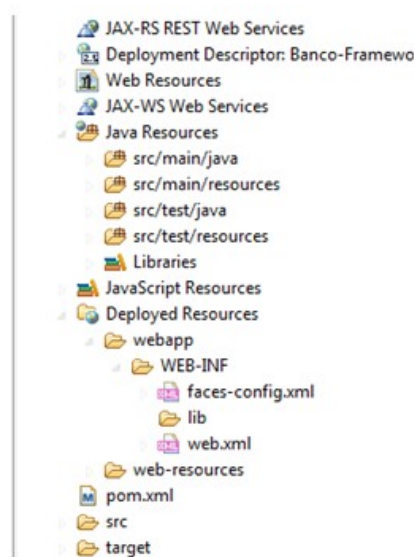 JAX-RS REST Web Services
Deployment Descriptor: Banco-Framewo
Web Resources
JAX-WS Web Services
Java Resources
src/main/java
src/main/resources
src/test/java
src/test/resources
Libraries
JavaScript Resources
Deployed Resources
webapp
WEB-INF
faces-config.xml
lib
web.xml
web-resources
pom.xml
src
target